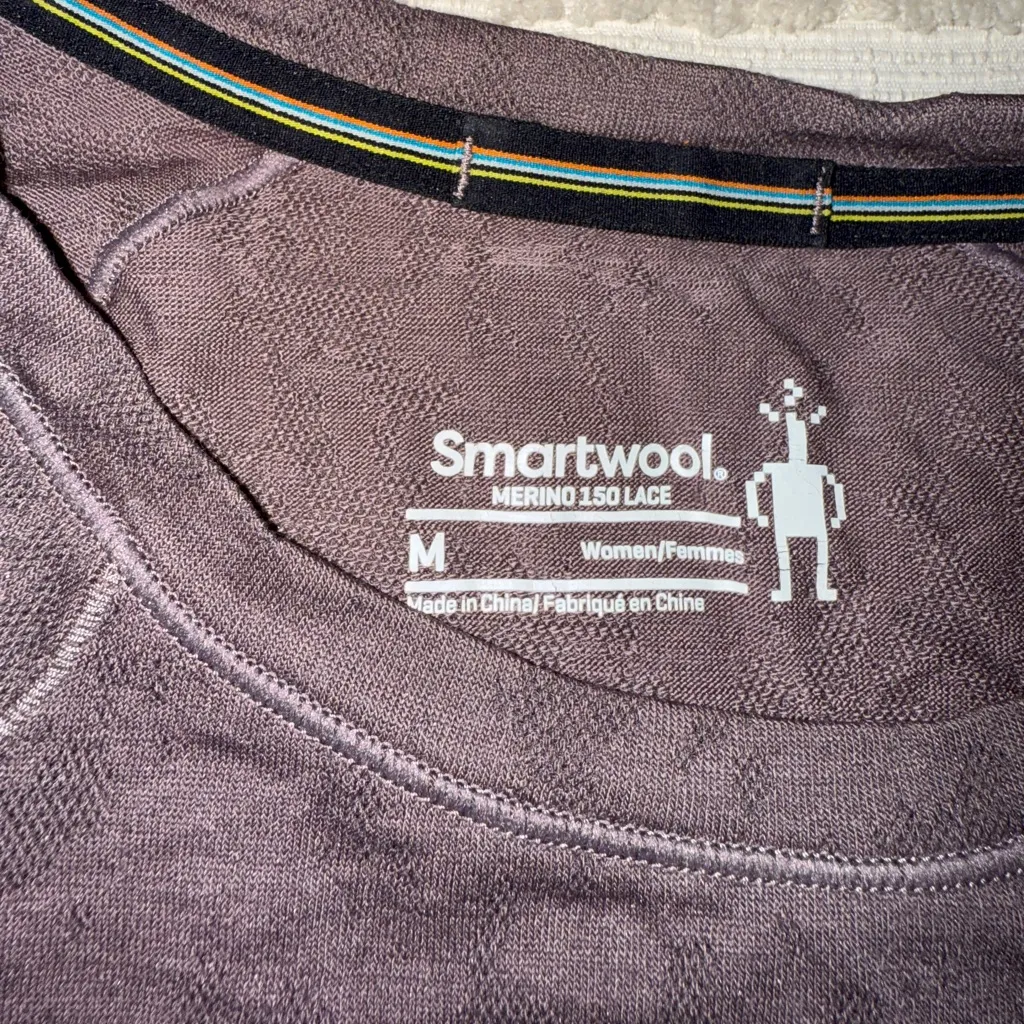 Smartwool®
MERINO 150 LACE
M
Women/Femmes
Made in China/ Fabriqué en Chine